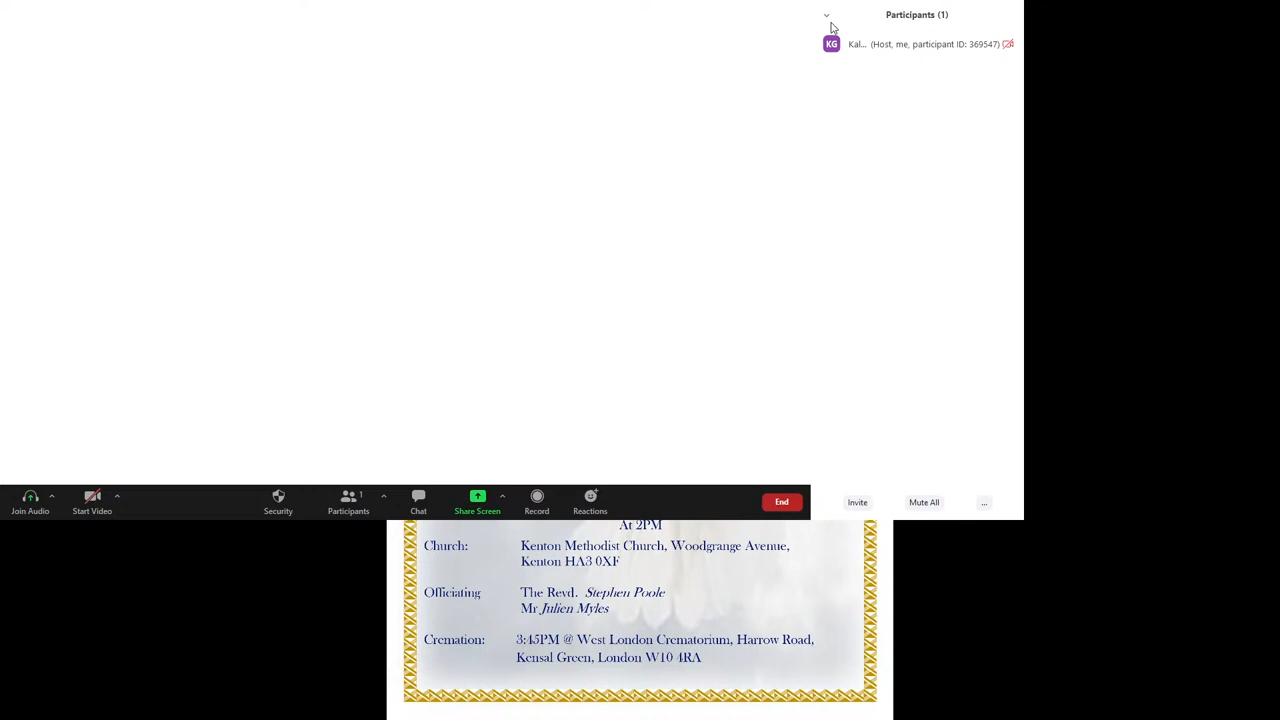 Participants (1)
KG
Kal... (Host, me, participant ID: 369547)
Join Audio
Start Video
Security
1
Participants
Chat
Share Screen
Record
Reactions
End
Invite
Mute All
...
At 2PM
Church: Kenton Methodist Church, Woodgrange Avenue,
Kenton HA3 0XF
Officiating The Revd. Stephen Poole
Mr Julien Myles
Cremation: 3:45PM @ West London Crematorium, Harrow Road,
Kensal Green, London W10 4RA